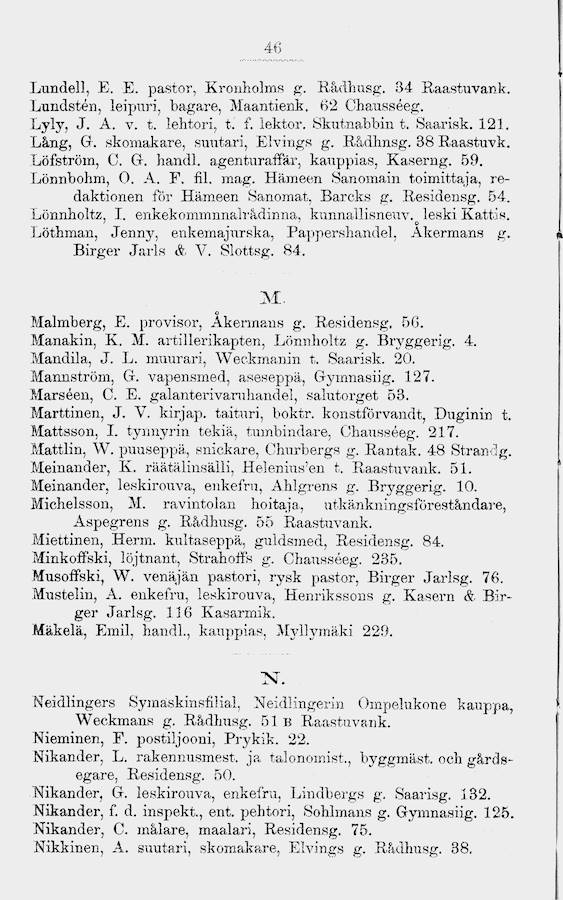 46
Lundell, E. E. pastor, Kronholms g. Rådhusg. 34 Raastuvank.
Lundstén, leipuri, bagare, Maantienk. 62 Chausséeg.
Lyly, J. A. v. t. lehtori, t. f. lektor. Skutnabbin t. Saarisk. 121.
Lång, G. skomakare, suutari, Elvings g. Rådhusg. 38 Raastuvk.
Löfström, C. G. handl. agenturaffär, kauppias, Kaserng. 59.
Lönnbohm, O. A. F. fil. mag. Hämeen Sanomain toimittaja, re-
daktionen för Hämeen Sanomat, Barcks g. Residensg. 54.
Lönnholtz, I. enkekommunalrådinna, kunnallisneuv. leski Kattis.
Löthman, Jenny, enkemajurska, Pappershandel, Åkermans g.
Birger Jarls & V. Slottsg. 84.
M.
Malmberg, E. provisor, Åkermans g. Residensg. 56.
Manakin, K. M. artillerikapten, Lönnholtz g. Bryggerig. 4.
Mandila, J. L. muurari, Weckmanin t. Saarisk. 20.
Mannström, G. vapensmed, aseseppä, Gymnasiig. 127.
Marséen, C. E. galanterivaruhandel, salutorget 53.
Marttinen, J. V. kirjap. taituri, boktr. konstförvandt, Duginin t.
Mattsson, I. tynnyrin tekiä, tunnbindare, Chausséeg. 217.
Mattlin, W. puuseppä, snickare, Churbergs g. Rantak. 48 Strandg.
Meinander, K. räätälinsälli, Helenius'en t. Raastuvank. 51.
Meinander, leskirouva, enkefru, Ahlgrens g. Bryggerig. 10.
Michelsson, M. ravintolan hoitaja, utkänkningsföreståndare,
Aspegrens g. Rådhusg. 55 Raastuvank.
Miettinen, Herm. kultaseppä, guldsmed, Residensg. 84.
Minkoffski, löjtnant, Strahoffs g. Chausséeg. 235.
Musoffski, W. venäjän pastori, rysk pastor, Birger Jarlsg. 76.
Mustelin, A. enkefru, leskirouva, Henrikssons g. Kasern & Bir-
ger Jarlsg. 116 Kasarmik.
Mäkelä, Emil, handl., kauppias, Myllymäki 229.
N.
Neidlingers Symaskinsfilial, Neidlingerin Ompelukone kauppa,
Weckmans g. Rådhusg. 51 B Raastuvank.
Nieminen, F. postiljooni, Prykik. 22.
Nikander, L. rakennusmest. ja talonomist., byggmäst. och gårds-
egare, Residensg. 50.
Nikander, G. leskirouva, enkefru, Lindbergs g. Saarisg. 132.
Nikander, f. d. inspekt., ent. pehtori, Sohlmans g. Gymnasiig. 125.
Nikander, C. målare, maalari, Residensg. 75.
Nikkinen, A. suutari, skomakare, Elvings g. Rådhusg. 38.